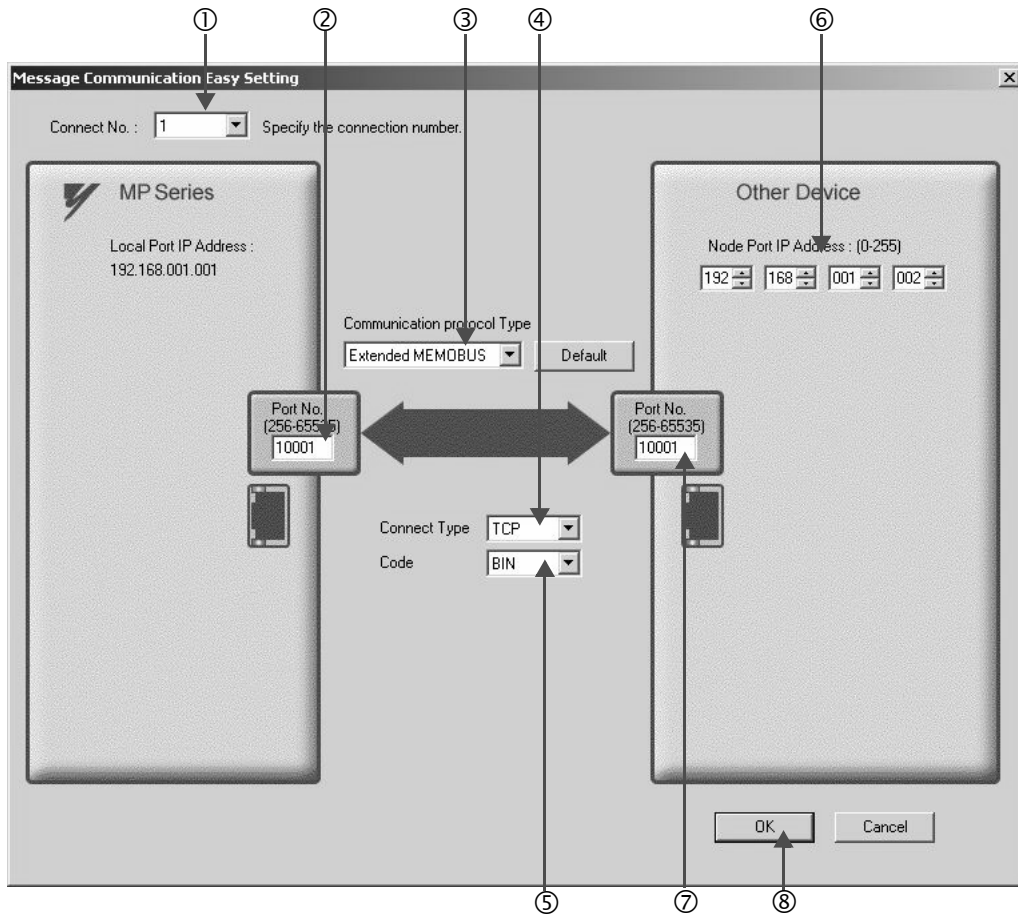 ① ② ③ ④ ⑥
Message Communication Easy Setting
Connect No. : 1 Specify the connection number.
MP Series
Local Port IP Address :
192.168.001.001
Other Device
Node Port IP Address : (0-255)
192 168 001 002
Communication protocol Type
Extended MEMOBUS Default
Port No.
(256-65535)
10001
Port No.
(256-65535)
10001
Connect Type TCP
Code BIN
OK Cancel
⑤ ⑦ ⑧